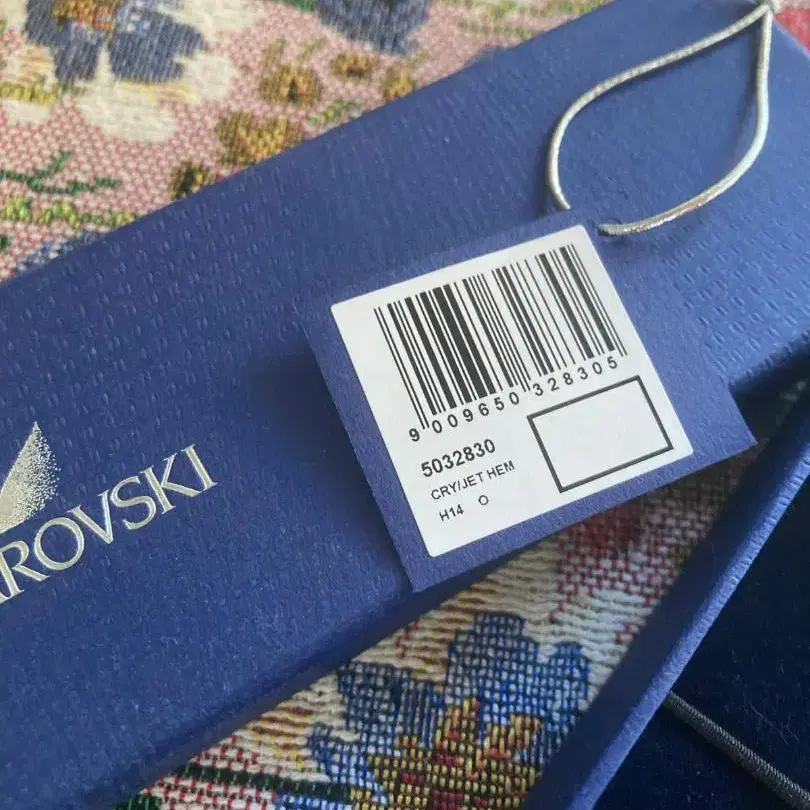 9 009650 328305
5032830
CRY/JET HEM
H14 O
ROVSKI